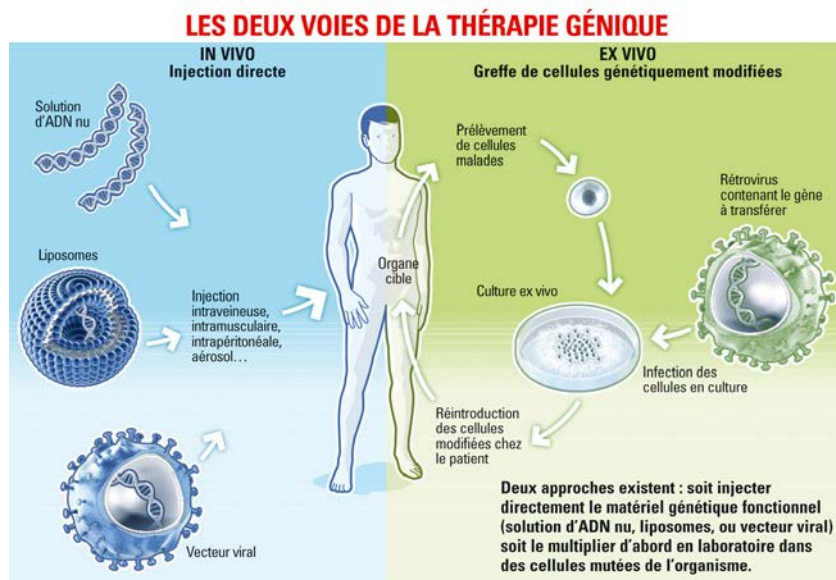 LES DEUX VOIES DE LA THÉRAPIE GÉNIQUE
IN VIVO
Injection directe
Solution
d'ADN nu
Liposomes
Injection
intraveineuse,
intramusculaire,
intrapéritonéale,
aérosol…
Vecteur viral
Organe
cible
EX VIVO
Greffe de cellules génétiquement modifiées
Prélèvement
de cellules
malades
Rétrovirus
contenant le gène
à transférer
Culture ex vivo
Infection des
cellules en culture
Réintroduction
des cellules
modifiées chez
le patient
Deux approches existent : soit injecter
directement le matériel génétique fonctionnel
(solution d'ADN nu, liposomes, ou vecteur viral)
soit le multiplier d'abord en laboratoire dans
des cellules mutées de l'organisme.